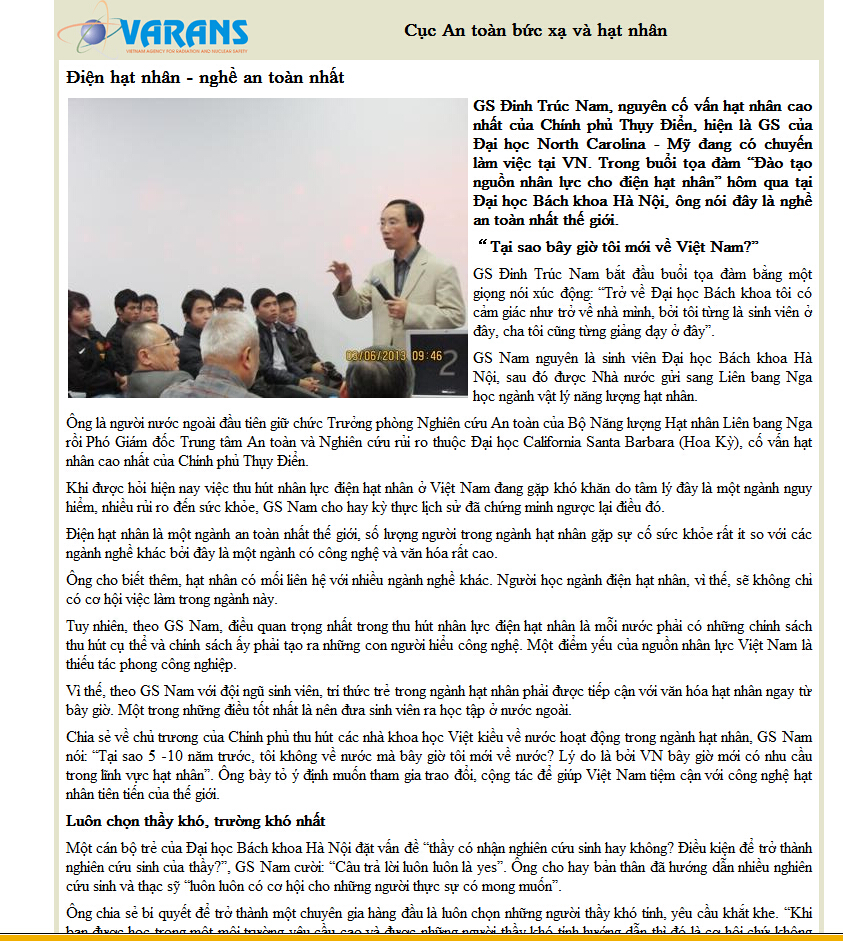 VARANS
VIETNAM AGENCY FOR RADIATION AND NUCLEAR SAFETY
Cục An toàn bức xạ và hạt nhân
Điện hạt nhân - nghề an toàn nhất
GS Đinh Trúc Nam, nguyên cố vấn hạt nhân cao
nhất của Chính phủ Thụy Điển, hiện là GS của
Đại học North Carolina - Mỹ đang có chuyến
làm việc tại VN. Trong buổi tọa đàm “Đào tạo
nguồn nhân lực cho điện hạt nhân” hôm qua tại
Đại học Bách khoa Hà Nội, ông nói đây là nghề
an toàn nhất thế giới.
“ Tại sao bây giờ tôi mới về Việt Nam?”
GS Đinh Trúc Nam bắt đầu buổi tọa đàm bằng một
giọng nói xúc động: “Trở về Đại học Bách khoa tôi có
cảm giác như trở về nhà mình, bởi tôi từng là sinh viên ở
đây, cha tôi cũng từng giảng dạy ở đây”.
GS Nam nguyên là sinh viên Đại học Bách khoa Hà
Nội, sau đó được Nhà nước gửi sang Liên bang Nga
học ngành vật lý năng lượng hạt nhân.
03/06/2013 09:46
2
Ông là người nước ngoài đầu tiên giữ chức Trưởng phòng Nghiên cứu An toàn của Bộ Năng lượng Hạt nhân Liên bang Nga
rồi Phó Giám đốc Trung tâm An toàn và Nghiên cứu rủi ro thuộc Đại học California Santa Barbara (Hoa Kỳ), cố vấn hạt
nhân cao nhất của Chính phủ Thụy Điển.
Khi được hỏi hiện nay việc thu hút nhân lực điện hạt nhân ở Việt Nam đang gặp khó khăn do tâm lý đây là một ngành nguy
hiểm, nhiều rủi ro đến sức khỏe, GS Nam cho hay kỳ thực lịch sử đã chứng minh ngược lại điều đó.
Điện hạt nhân là một ngành an toàn nhất thế giới, số lượng người trong ngành hạt nhân gặp sự cố sức khỏe rất ít so với các
ngành nghề khác bởi đây là một ngành có công nghệ và văn hóa rất cao.
Ông cho biết thêm, hạt nhân có mối liên hệ với nhiều ngành nghề khác. Người học ngành điện hạt nhân, vì thế, sẽ không chỉ
có cơ hội việc làm trong ngành này.
Tuy nhiên, theo GS Nam, điều quan trọng nhất trong thu hút nhân lực điện hạt nhân là mỗi nước phải có những chính sách
thu hút cụ thể và chính sách ấy phải tạo ra những con người hiểu công nghệ. Một điểm yếu của nguồn nhân lực Việt Nam là
thiếu tác phong công nghiệp.
Vì thế, theo GS Nam với đội ngũ sinh viên, trí thức trẻ trong ngành hạt nhân phải được tiếp cận với văn hóa hạt nhân ngay từ
bây giờ. Một trong những điều tốt nhất là nên đưa sinh viên ra học tập ở nước ngoài.
Chia sẻ về chủ trương của Chính phủ thu hút các nhà khoa học Việt kiều về nước hoạt động trong ngành hạt nhân, GS Nam
nói: “Tại sao 5 -10 năm trước, tôi không về nước mà bây giờ tôi mới về nước? Lý do là bởi VN bây giờ mới có nhu cầu
trong lĩnh vực hạt nhân”. Ông bày tỏ ý định muốn tham gia trao đổi, cộng tác để giúp Việt Nam tiệm cận với công nghệ hạt
nhân tiên tiến của thế giới.
Luôn chọn thầy khó, trường khó nhất
Một cán bộ trẻ của Đại học Bách khoa Hà Nội đặt vấn đề “thầy có nhận nghiên cứu sinh hay không? Điều kiện để trở thành
nghiên cứu sinh của thầy?”, GS Nam cười: “Câu trả lời luôn luôn là yes”. Ông cho hay bản thân đã hướng dẫn nhiều nghiên
cứu sinh và thạc sỹ “luôn luôn có cơ hội cho những người thực sự có mong muốn”.
Ông chia sẻ bí quyết để trở thành một chuyên gia hàng đầu là luôn chọn những người thầy khó tính, yêu cầu khắt khe. “Khi
bạn được học trong một môi trường yêu cầu cao và được những người thầy khó tính hướng dẫn thì đó là cơ hội chứ không